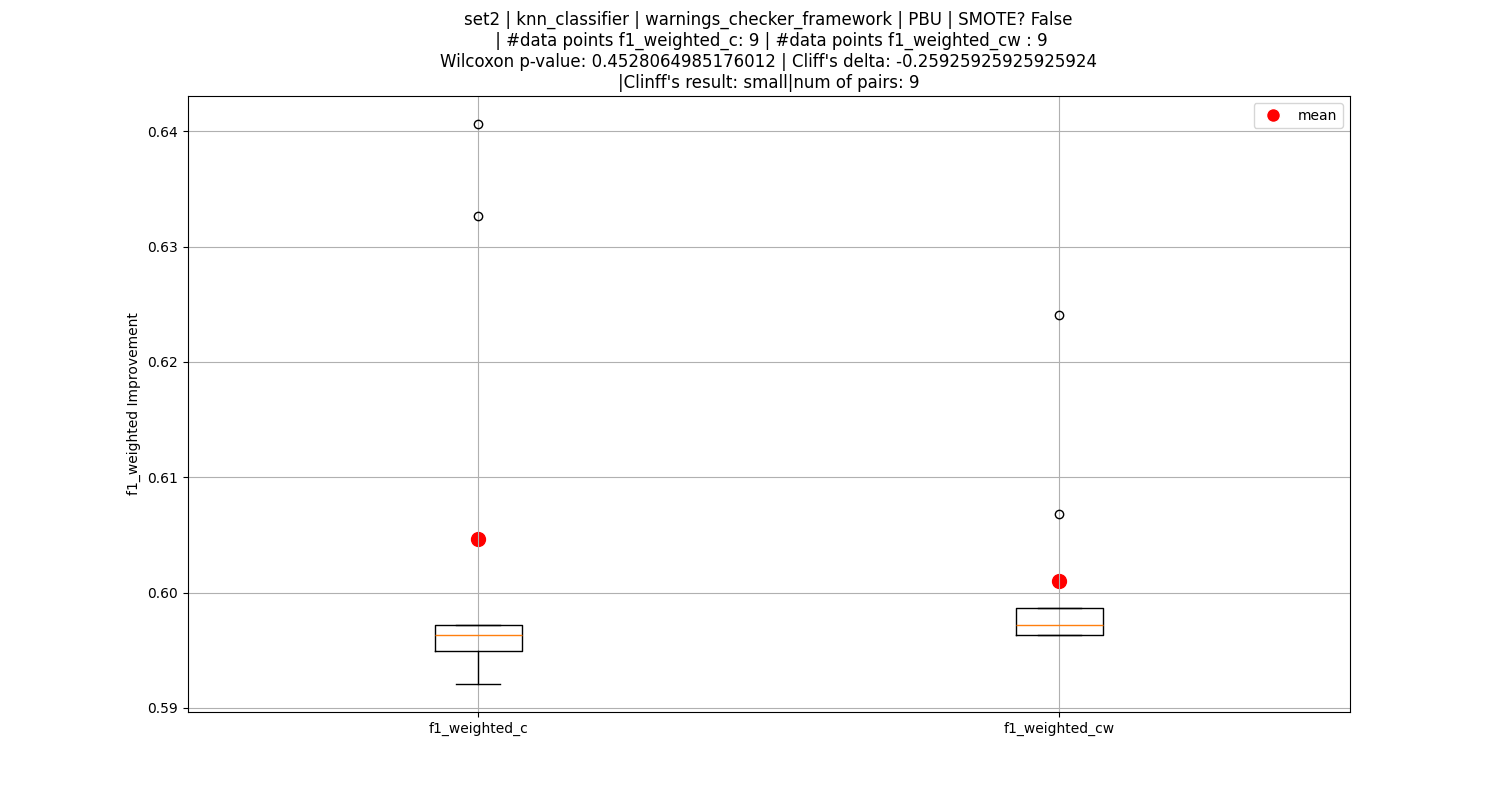 set2 | knn_classifier | warnings_checker_framework | PBU | SMOTE? False
| #data points f1_weighted_c: 9 | #data points f1_weighted_cw : 9
Wilcoxon p-value: 0.4528064985176012 | Cliff's delta: -0.25925925925925924
|Clinff's result: small|num of pairs: 9
mean
0.64
0.63
0.62
0.61
0.60
0.59
f1_weighted Improvement
f1_weighted_c
f1_weighted_cw